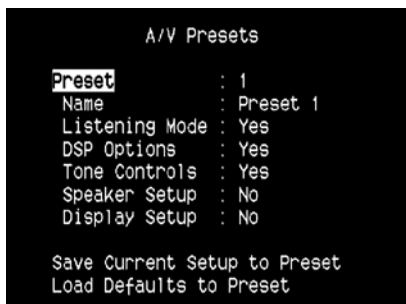 A/V Presets
Preset : 1
Name : Preset 1
Listening Mode : Yes
DSP Options : Yes
Tone Controls : Yes
Speaker Setup : No
Display Setup : No
Save Current Setup to Preset
Load Defaults to Preset